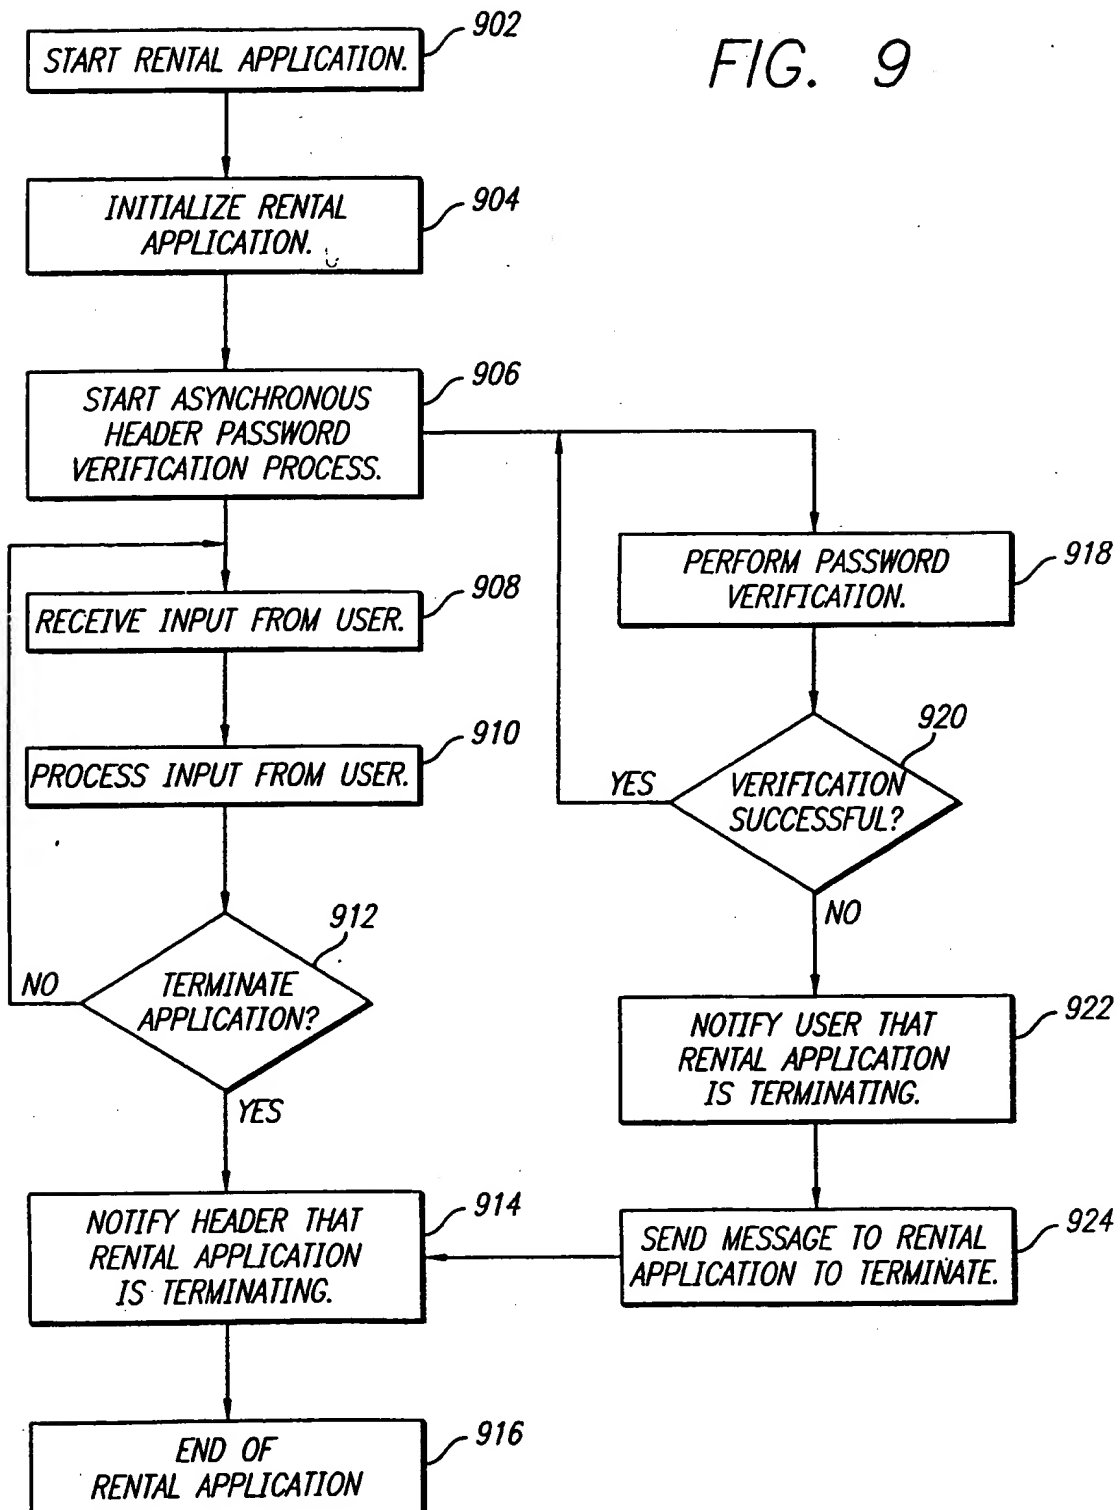 FIG. 9
902
START RENTAL APPLICATION.
904
INITIALIZE RENTAL
APPLICATION.
906
START ASYNCHRONOUS
HEADER PASSWORD
VERIFICATION PROCESS.
908
RECEIVE INPUT FROM USER.
910
PROCESS INPUT FROM USER.
912
TERMINATE
APPLICATION?
NO
YES
914
NOTIFY HEADER THAT
RENTAL APPLICATION
IS TERMINATING.
916
END OF
RENTAL APPLICATION
918
PERFORM PASSWORD
VERIFICATION.
920
VERIFICATION
SUCCESSFUL?
YES
NO
922
NOTIFY USER THAT
RENTAL APPLICATION
IS TERMINATING.
924
SEND MESSAGE TO RENTAL
APPLICATION TO TERMINATE.